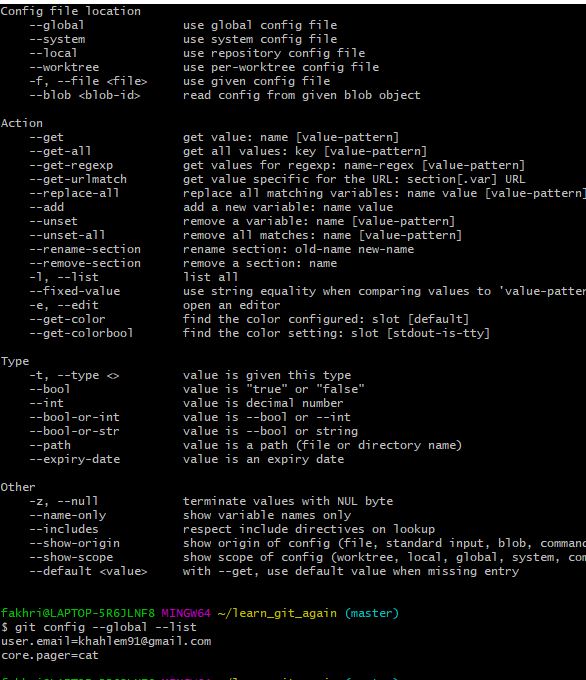 Config file location
--global use global config file
--system use system config file
--local use repository config file
--worktree use per-worktree config file
-f, --file <file> use given config file
--blob <blob-id> read config from given blob object
Action
--get get value: name [value-pattern]
--get-all get all values: key [value-pattern]
--get-regexp get values for regexp: name-regex [value-pattern]
--get-urlmatch get value specific for the URL: section[.var] URL
--replace-all replace all matching variables: name value [value-pattern]
--add add a new variable: name value
--unset remove a variable: name [value-pattern]
--unset-all remove all matches: name [value-pattern]
--rename-section rename section: old-name new-name
--remove-section remove a section: name
-l, --list list all
--fixed-value use string equality when comparing values to 'value-patter
-e, --edit open an editor
--get-color find the color configured: slot [default]
--get-colorbool find the color setting: slot [stdout-is-tty]
Type
-t, --type <> value is given this type
--bool value is "true" or "false"
--int value is decimal number
--bool-or-int value is --bool or --int
--bool-or-str value is --bool or string
--path value is a path (file or directory name)
--expiry-date value is an expiry date
Other
-z, --null terminate values with NUL byte
--name-only show variable names only
--includes respect include directives on lookup
--show-origin show origin of config (file, standard input, blob, command
--show-scope show scope of config (worktree, local, global, system, com
--default <value> with --get, use default value when missing entry
fakhri@LAPTOP-5R6JLNF8 MINGW64 ~/learn_git_again (master)
$ git config --global --list
user.email=khahlem91@gmail.com
core.pager=cat